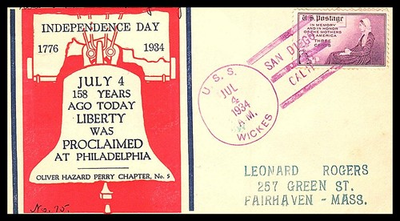 INDEPENDENCE DAY
1776 1934
JULY 4
158 YEARS
AGO TODAY
LIBERTY
WAS
PROCLAIMED
AT PHILADELPHIA
OLIVER HAZARD PERRY CHAPTER, No. 5
No. 75.
U.S. Postage
IN MEMORY
AND IN HONOR
OF THE MOTHERS
OF AMERICA
THREE
CENTS
U.S.S.
JUL
4
1934
A.M.
WICKES
SAN DIEGO
CALIF
LEONARD ROGERS
257 GREEN ST.
FAIRHAVEN - MASS.